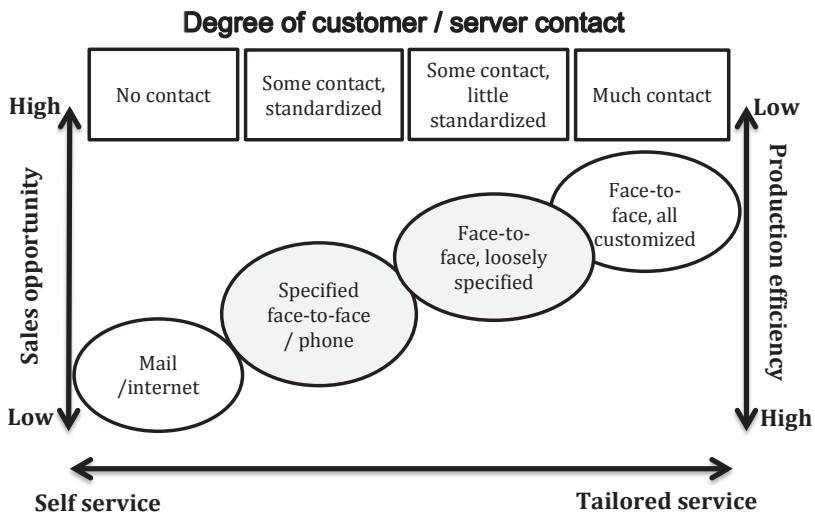 Degree of customer / server contact
No contact
Some contact,
standardized
Some contact,
little
standardized
Much contact
High
Low
Sales opportunity
Production efficiency
Face-to-
face, all
customized
Face-to-
face, loosely
specified
Specified
face-to-face
/ phone
Mail
/internet
Low
High
Self service
Tailored service